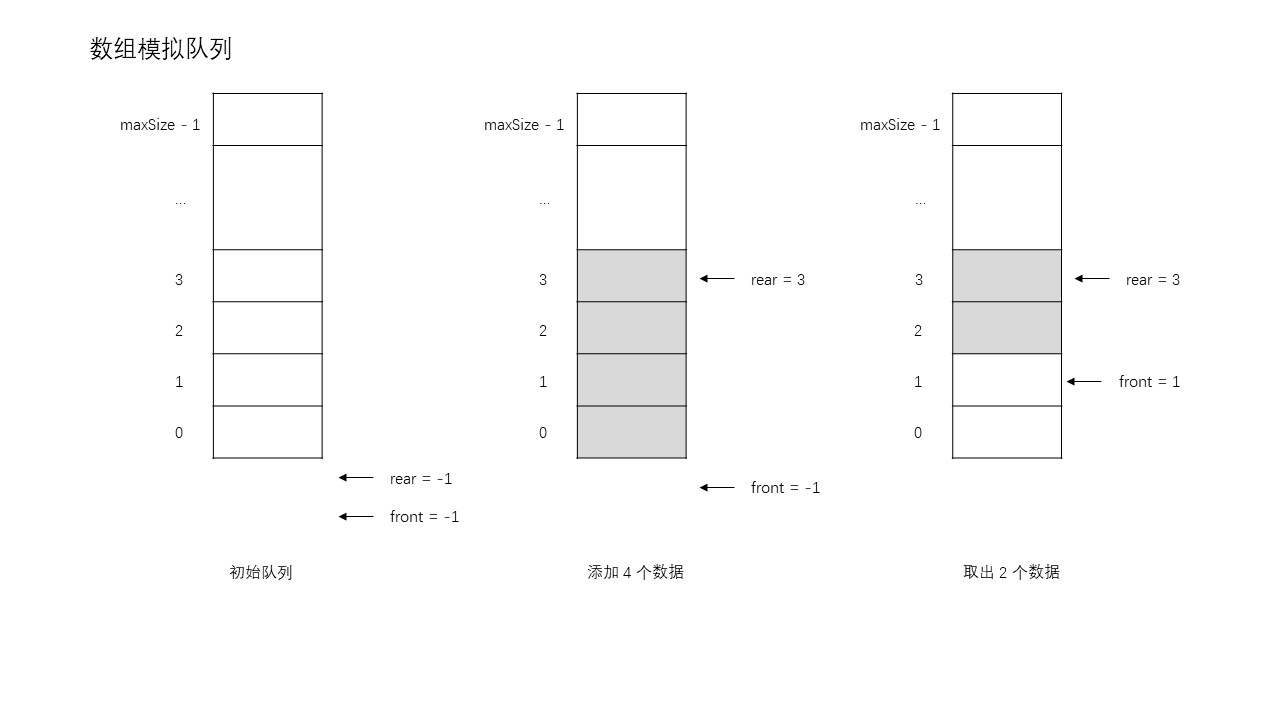 数组模拟队列
maxSize - 1
...
3
2
1
0
rear = -1
front = -1
初始队列
maxSize - 1
...
3
rear = 3
2
1
0
front = -1
添加 4 个数据
maxSize - 1
...
3
rear = 3
2
1
front = 1
0
取出 2 个数据